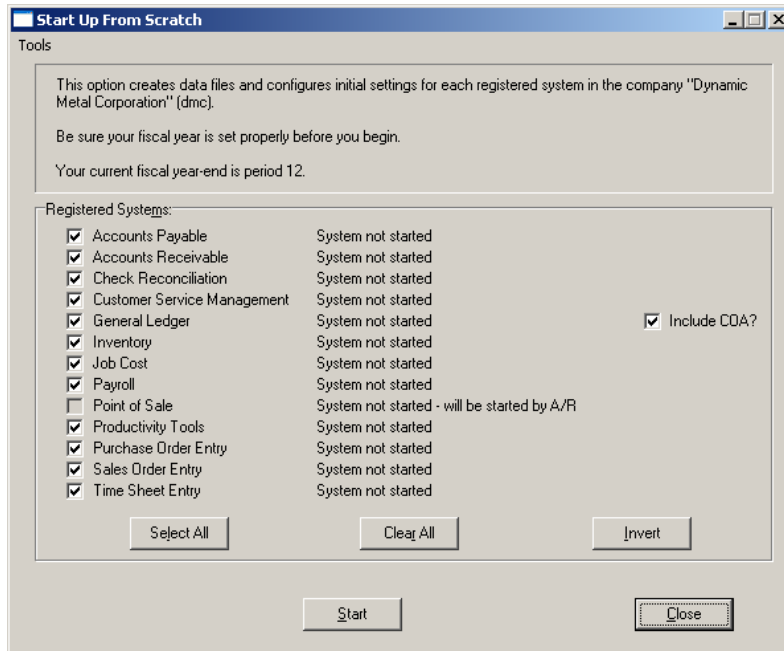 Start Up From Scratch
Tools
This option creates data files and configures initial settings for each registered system in the company "Dynamic
Metal Corporation" (dmc).
Be sure your fiscal year is set properly before you begin.
Your current fiscal year-end is period 12.
Registered Systems:
Accounts Payable System not started
Accounts Receivable System not started
Check Reconciliation System not started
Customer Service Management System not started
General Ledger System not started Include COA?
Inventory System not started
Job Cost System not started
Payroll System not started
Point of Sale System not started - will be started by A/R
Productivity Tools System not started
Purchase Order Entry System not started
Sales Order Entry System not started
Time Sheet Entry System not started
Select All Clear All Invert
Start Close